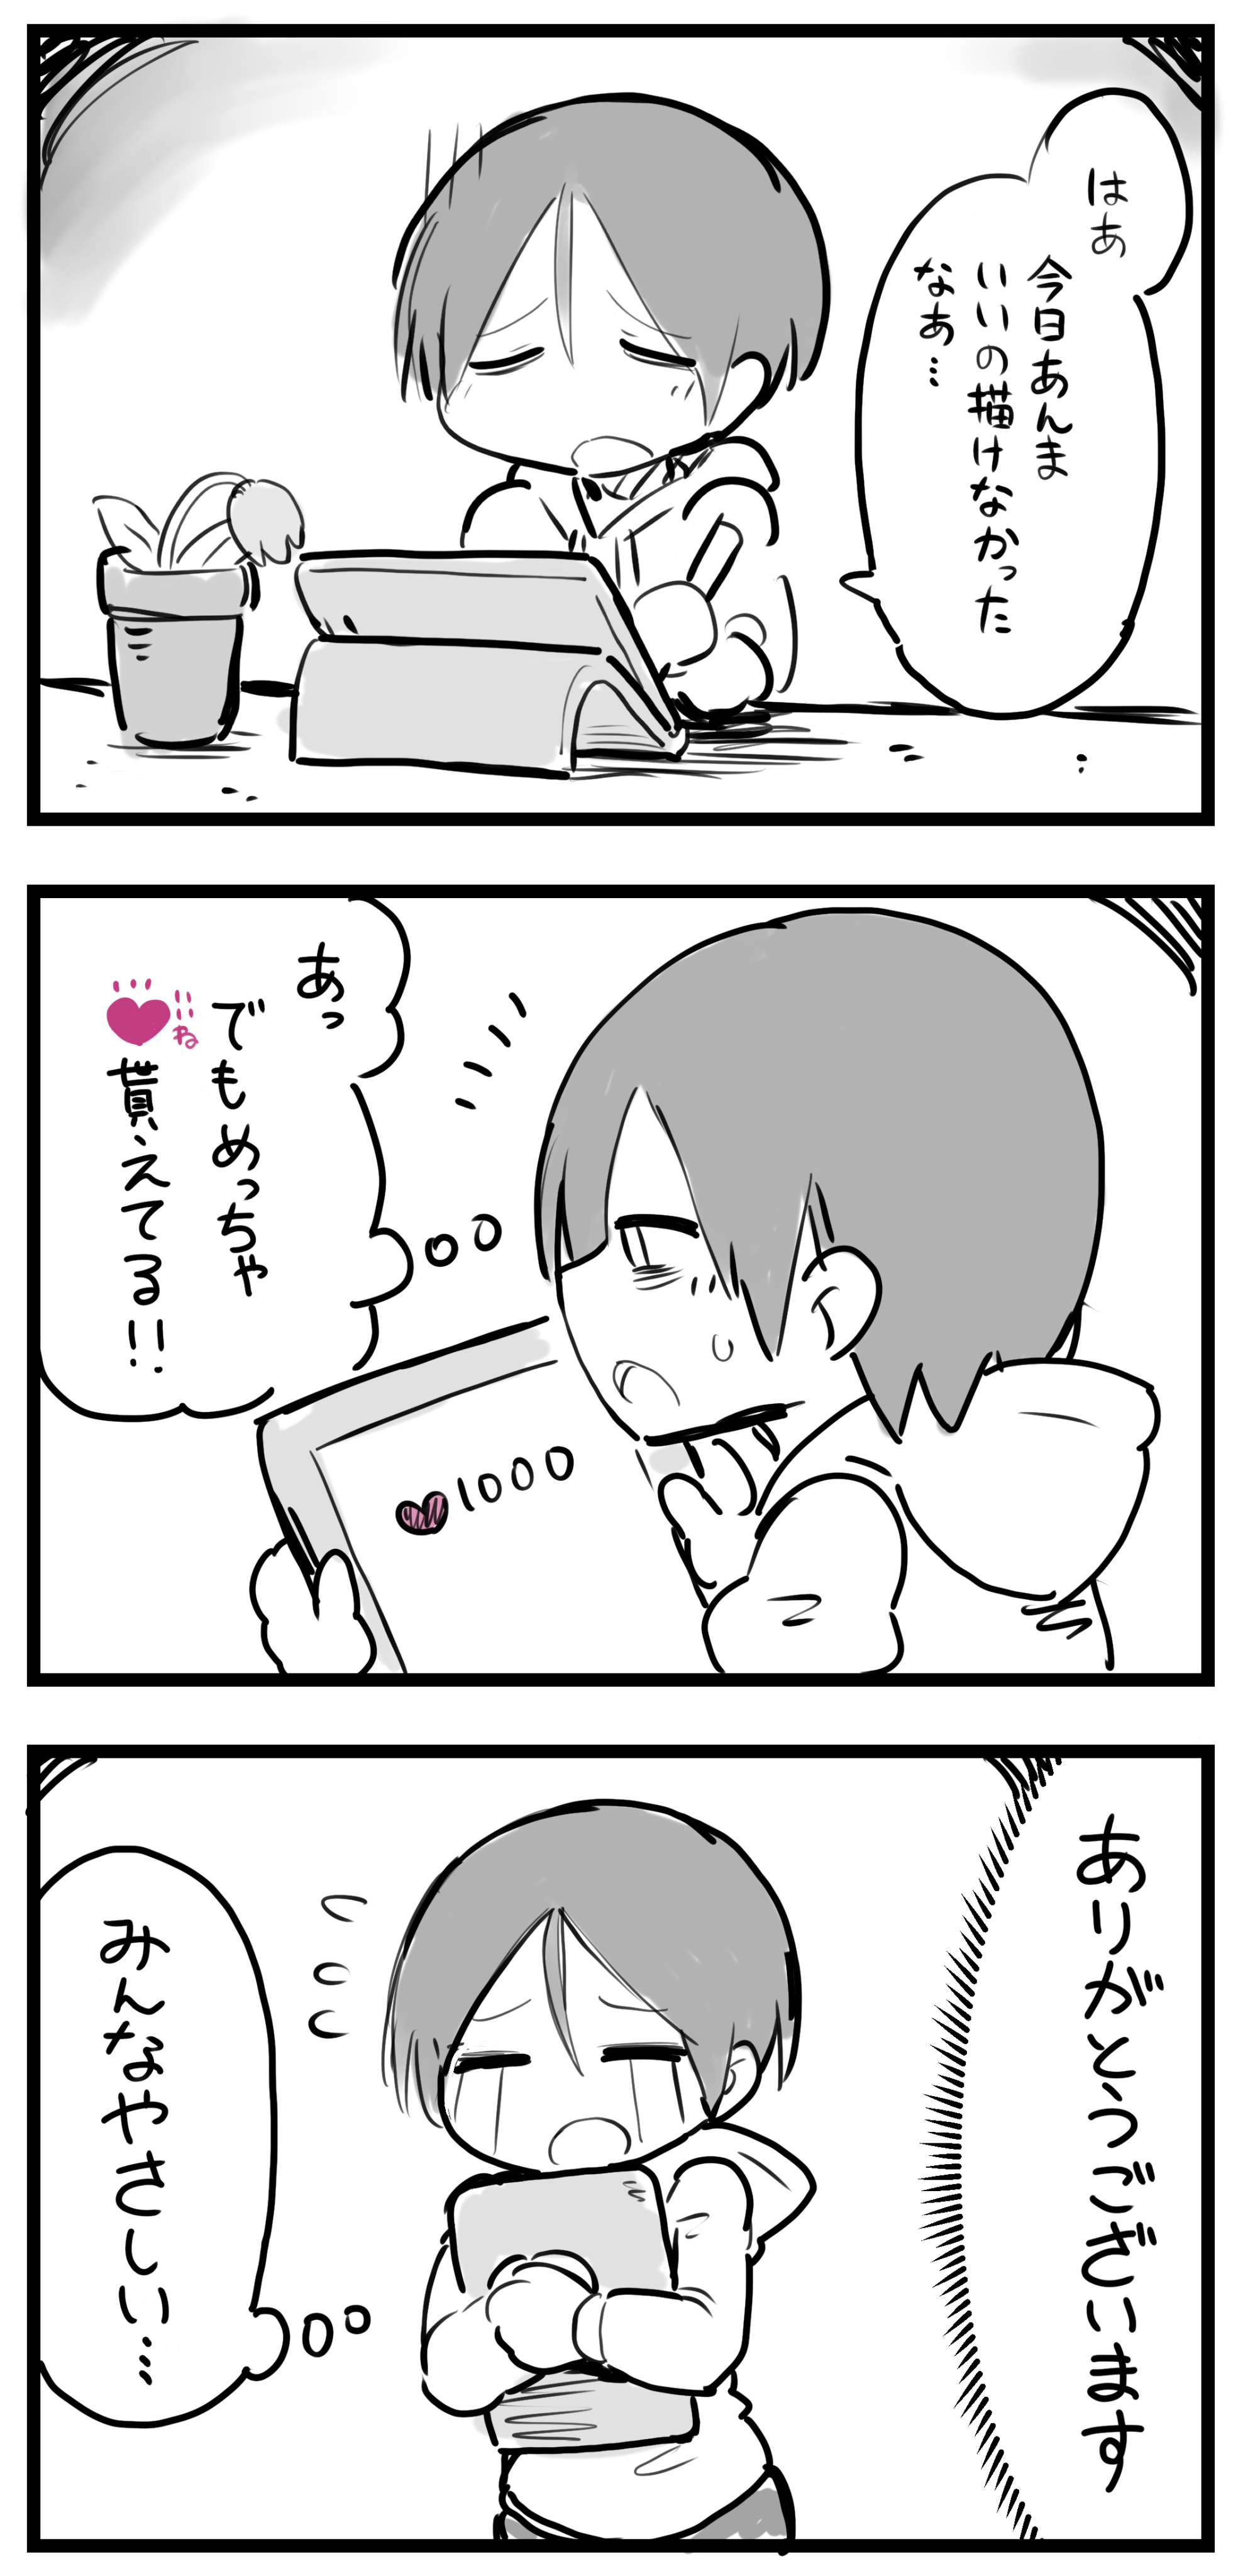 はあ
今日あんま
いいの描けなかった
なあ…
あっ
でもめっちゃ
いいね
貰えてる!!
1000
ありがとうございます
みんなやさしい…